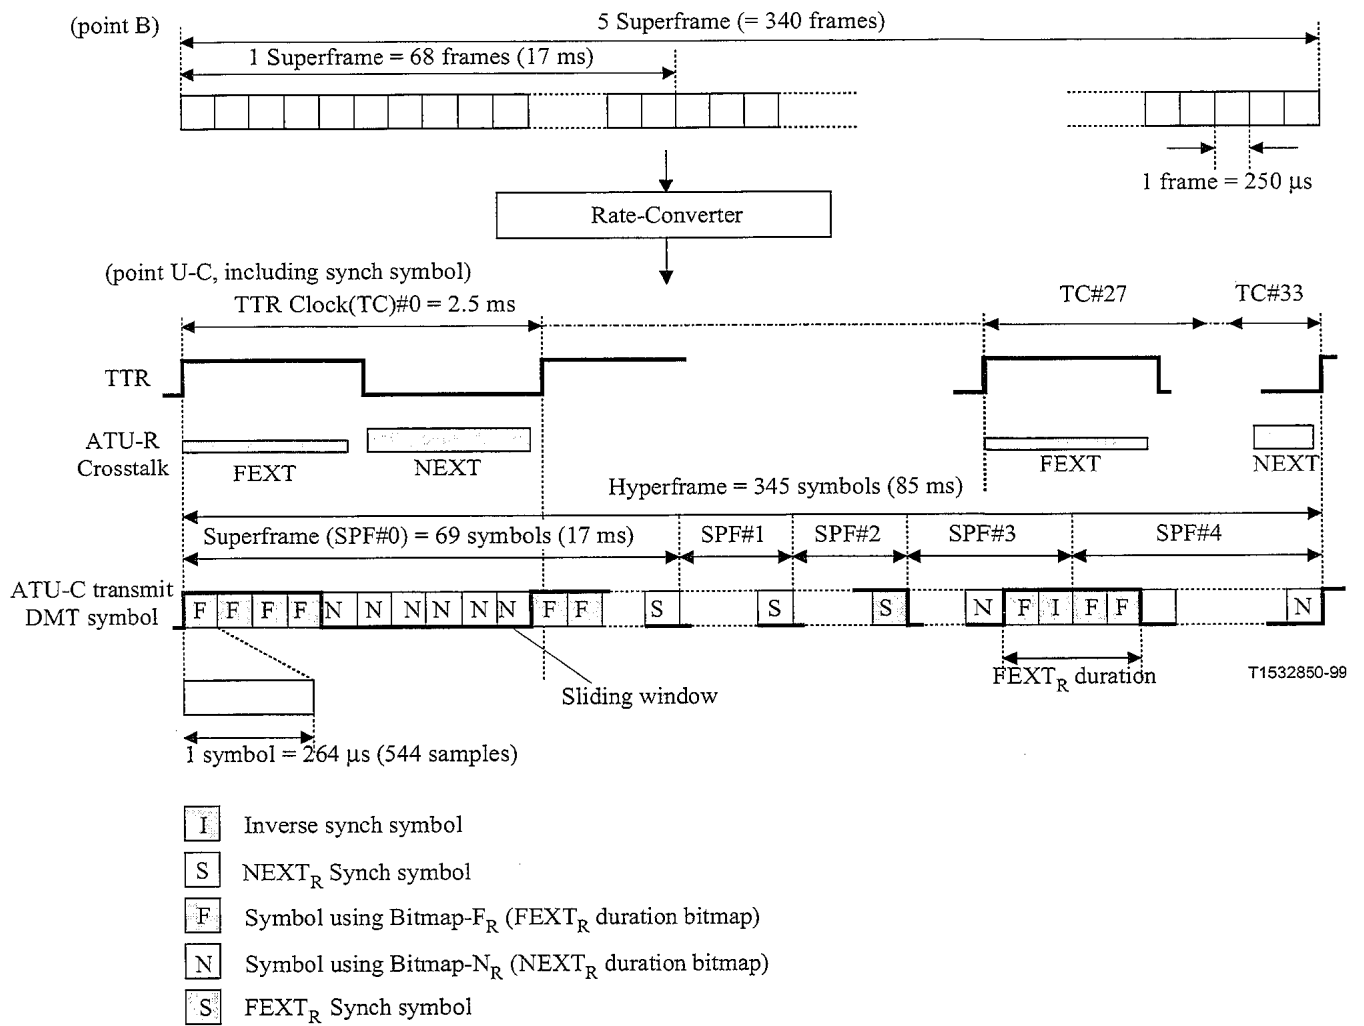 (point B)
5 Superframe (= 340 frames)
1 Superframe = 68 frames (17 ms)
1 frame = 250 µs
Rate-Converter
(point U-C, including synch symbol)
TTR Clock(TC)#0 = 2.5 ms
TC#27
TC#33
TTR
ATU-R
Crosstalk
FEXT
NEXT
FEXT
NEXT
Hyperframe = 345 symbols (85 ms)
Superframe (SPF#0) = 69 symbols (17 ms)
SPF#1
SPF#2
SPF#3
SPF#4
ATU-C transmit
DMT symbol
F F F F N N N N N N F F S S S N F I F F N
FEXTR duration
T1532850-99
Sliding window
1 symbol = 264 µs (544 samples)
I Inverse synch symbol
S NEXTR Synch symbol
F Symbol using Bitmap-FR (FEXTR duration bitmap)
N Symbol using Bitmap-NR (NEXTR duration bitmap)
S FEXTR Synch symbol